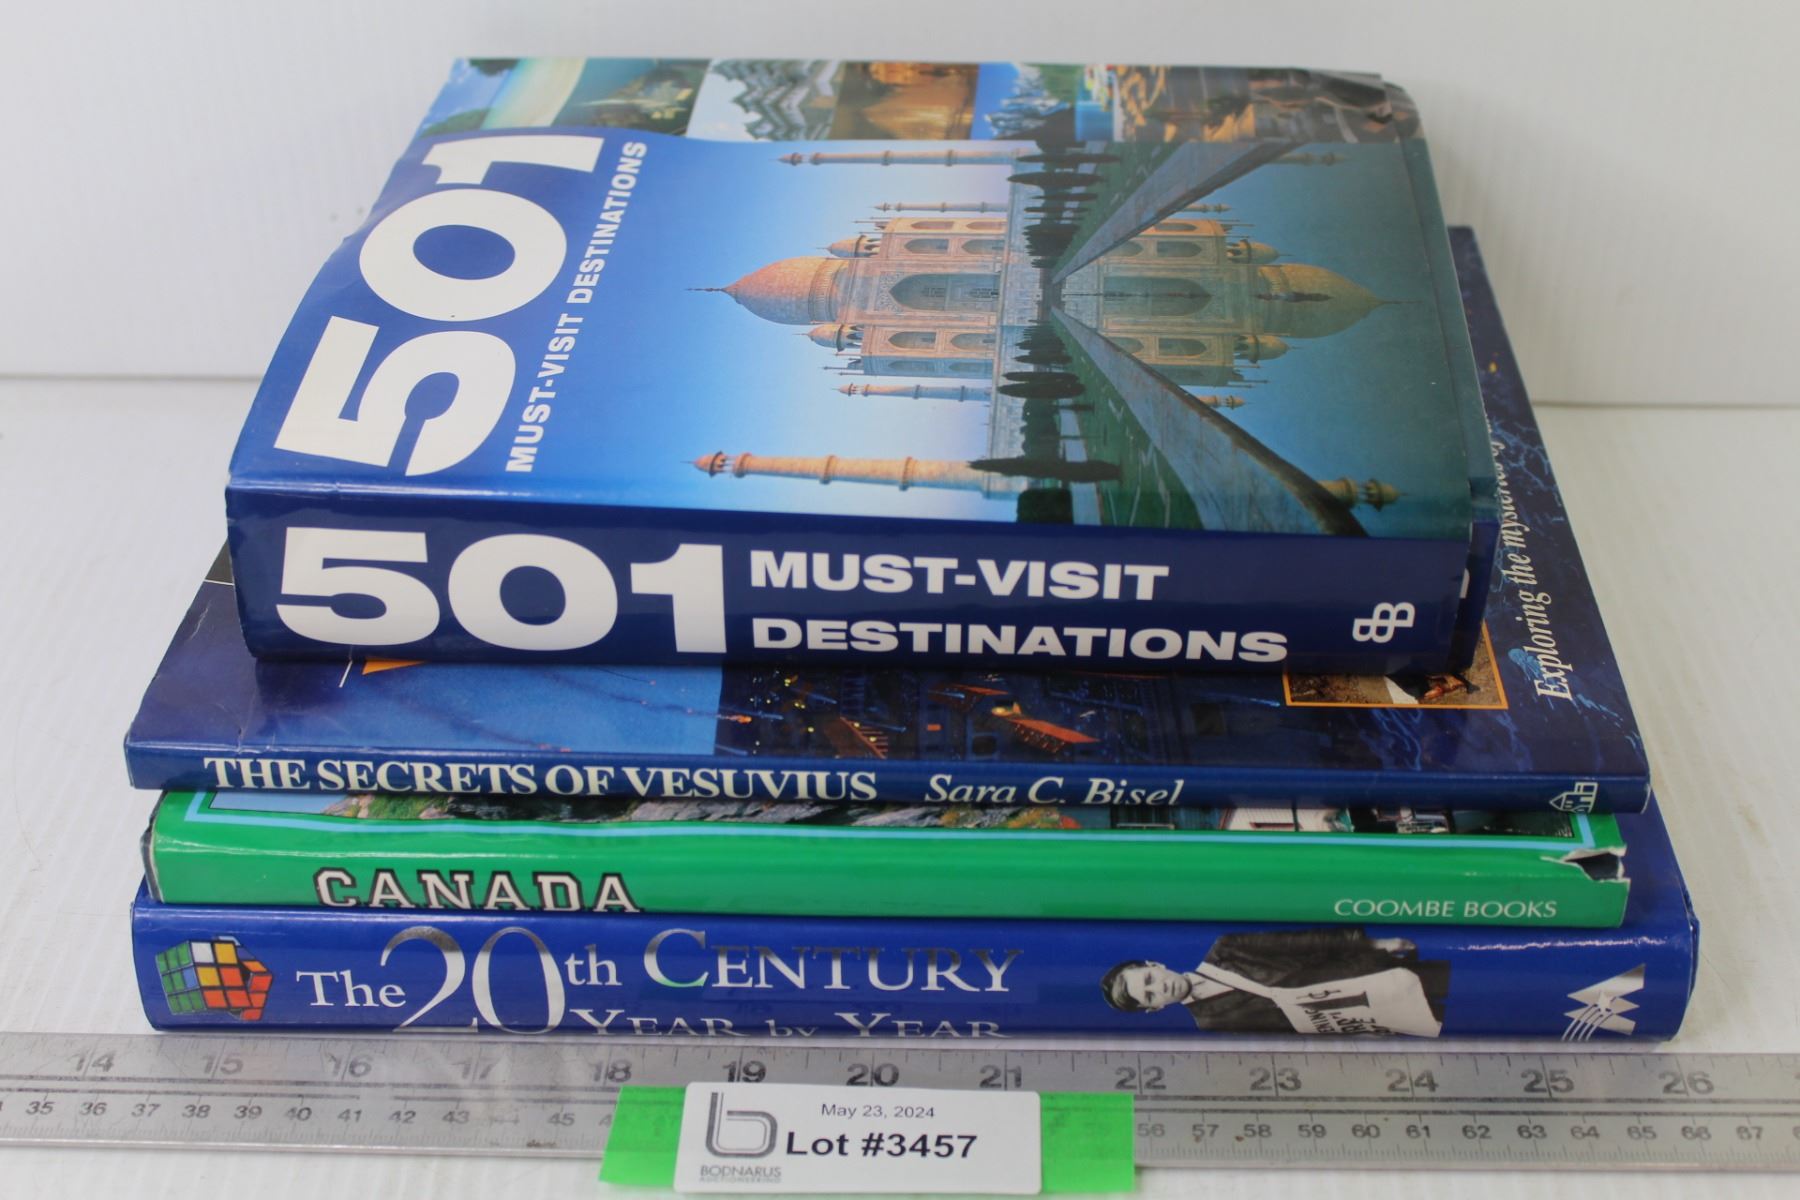 501
MUST-VISIT DESTINATIONS
501 MUST-VISIT
DESTINATIONS
Exploring the mysteries
THE SECRETS OF VESUVIUS Sara C. Bisel
CANADA
COOMBE BOOKS
The 20th CENTURY
YEAR by YEAR
14 15 16 17 18 19 20 21 22 23 24 25 26
35 36 37 38 39 40 41 42 43 45 56 57 58 59 60 61 62 63 64 65 66 67
May 23, 2024
Lot #3457
BODNARUS
AUCTIONEERING